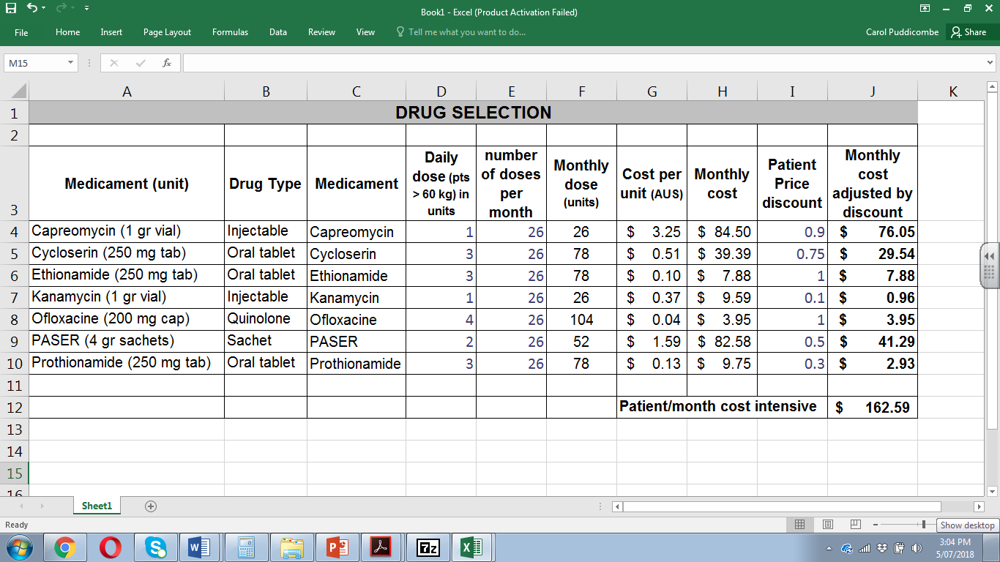 Book1 - Excel (Product Activation Failed)
File Home Insert Page Layout Formulas Data Review View Tell me what you want to do... Carol Puddicombe Share
M15 fx
A B C D E F G H I J K
1 DRUG SELECTION
2
3 Medicament (unit) Drug Type Medicament Daily dose (pts > 60 kg) in units number of doses per month Monthly dose (units) Cost per unit (AUS) Monthly cost Patient Price discount Monthly cost adjusted by discount
4 Capreomycin (1 gr vial) Injectable Capreomycin 1 26 26 $ 3.25 $ 84.50 0.9 $ 76.05
5 Cycloserin (250 mg tab) Oral tablet Cycloserin 3 26 78 $ 0.51 $ 39.39 0.75 $ 29.54
6 Ethionamide (250 mg tab) Oral tablet Ethionamide 3 26 78 $ 0.10 $ 7.88 1 $ 7.88
7 Kanamycin (1 gr vial) Injectable Kanamycin 1 26 26 $ 0.37 $ 9.59 0.1 $ 0.96
8 Ofloxacine (200 mg cap) Quinolone Ofloxacine 4 26 104 $ 0.04 $ 3.95 1 $ 3.95
9 PASER (4 gr sachets) Sachet PASER 2 26 52 $ 1.59 $ 82.58 0.5 $ 41.29
10 Prothionamide (250 mg tab) Oral tablet Prothionamide 3 26 78 $ 0.13 $ 9.75 0.3 $ 2.93
11
12 Patient/month cost intensive $ 162.59
13
14
15
16
Sheet1
Ready
Show desktop
3:04 PM
5/07/2018